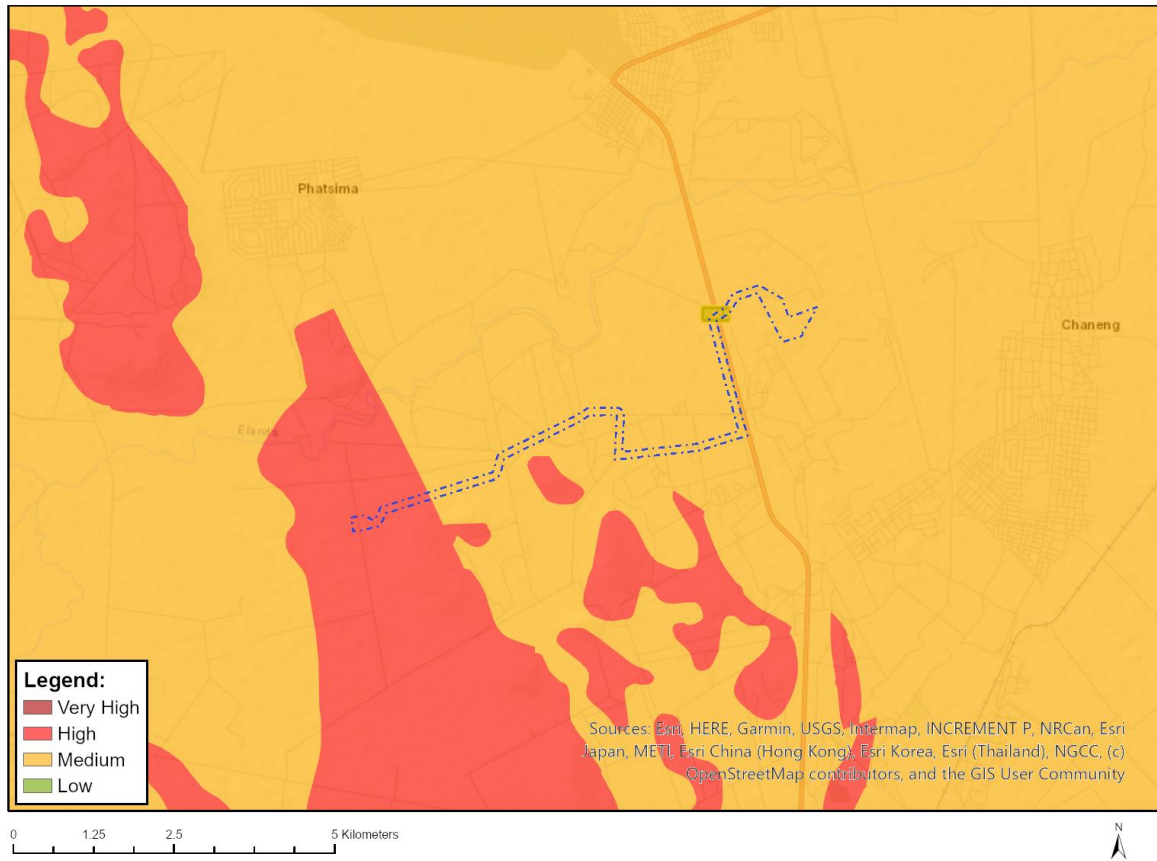 Phatsima
Chaneng
Elands
Legend:
Very High
High
Medium
Low
Sources: Esri, HERE, Garmin, USGS, Intermap, INCREMENT P, NRCan, Esri
Japan, METI, Esri China (Hong Kong), Esri Korea, Esri (Thailand), NGCC, (c)
OpenStreetMap contributors, and the GIS User Community
0 1.25 2.5 5 Kilometers
N